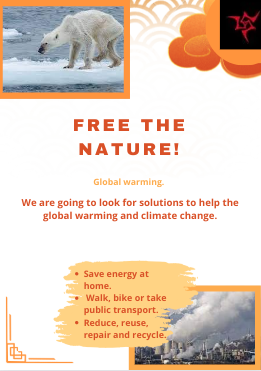 FREE THE
NATURE!
Global warming.
We are going to look for solutions to help the
global warming and climate change.
• Save energy at
home.
• Walk, bike or take
public transport.
• Reduce, reuse,
repair and recycle.